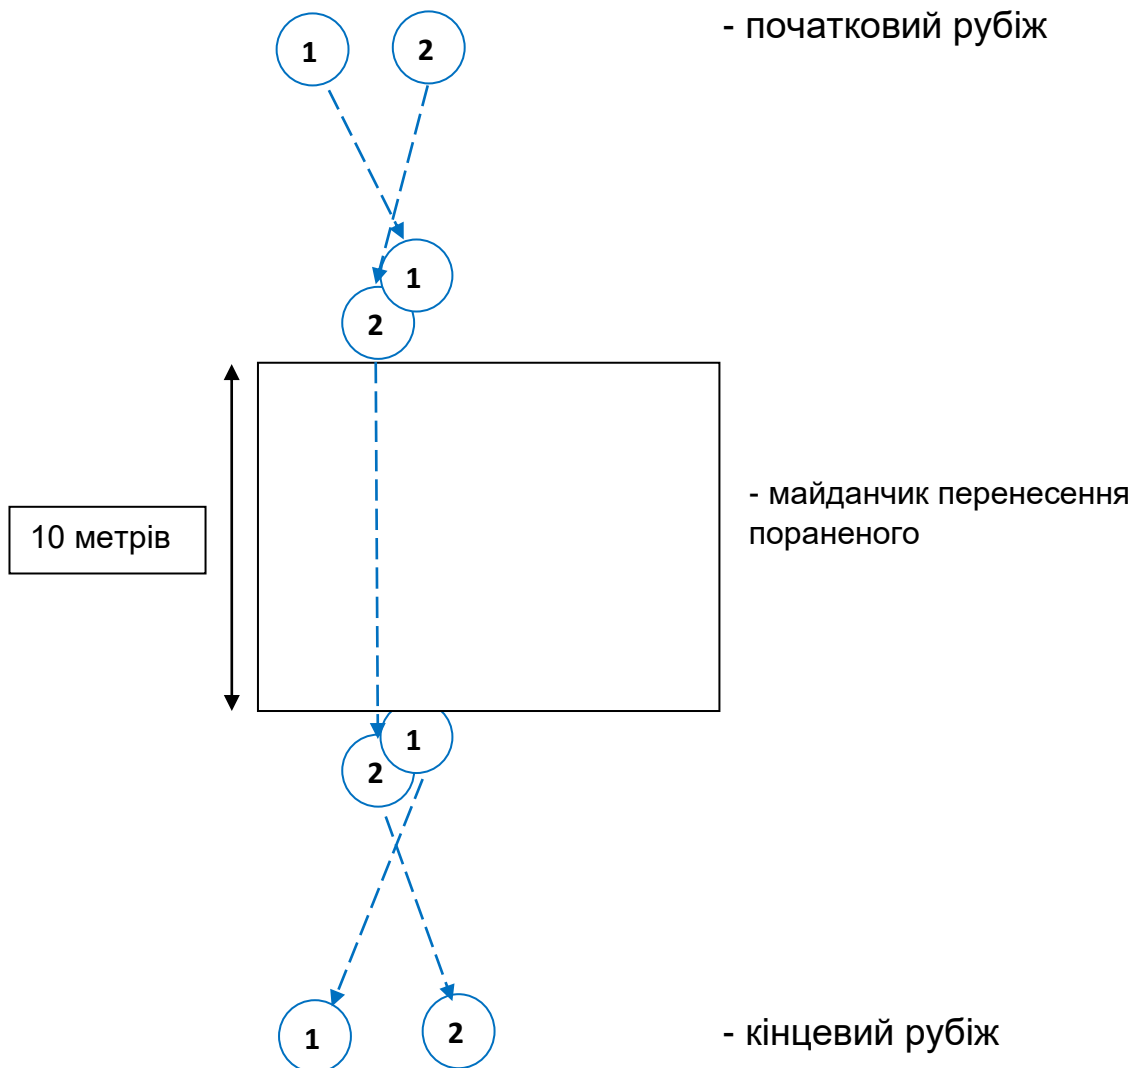 1 2 - початковий рубіж
1
2
10 метрів
- майданчик перенесення
пораненого
1
2
1 2 - кінцевий рубіж